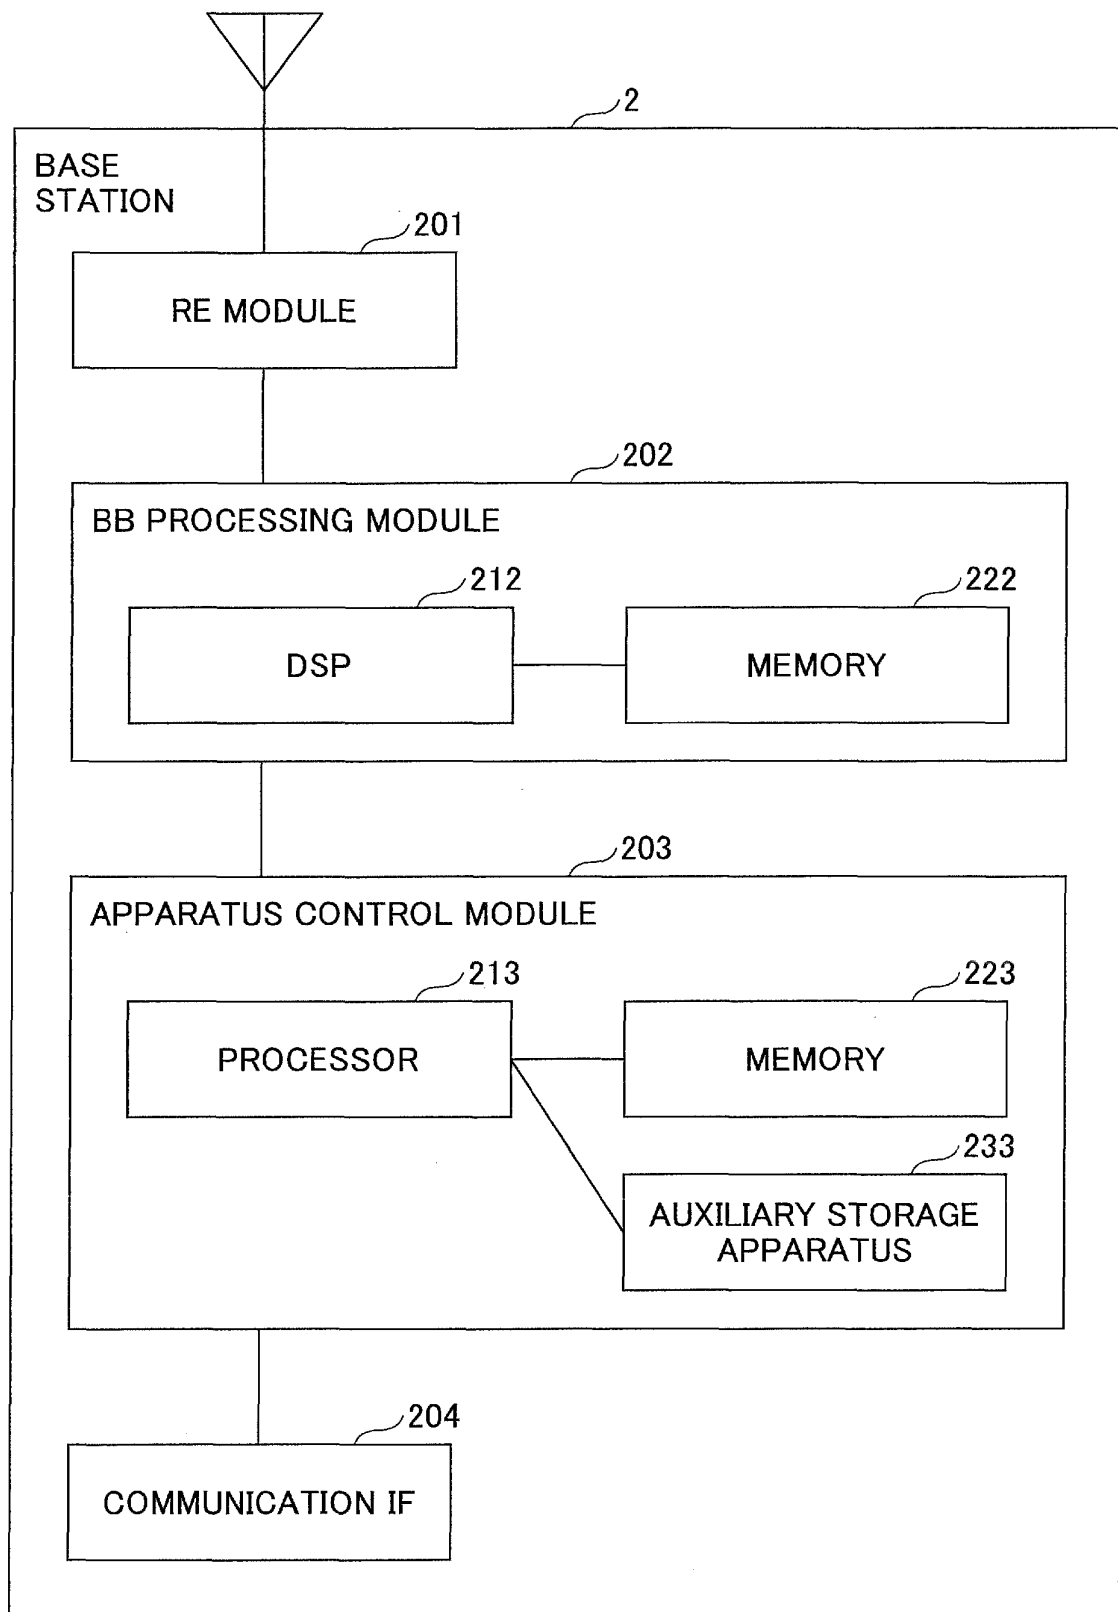 2
BASE
STATION
201
RE MODULE
202
BB PROCESSING MODULE
212
222
DSP
MEMORY
203
APPARATUS CONTROL MODULE
213
223
PROCESSOR
MEMORY
233
AUXILIARY STORAGE
APPARATUS
204
COMMUNICATION IF